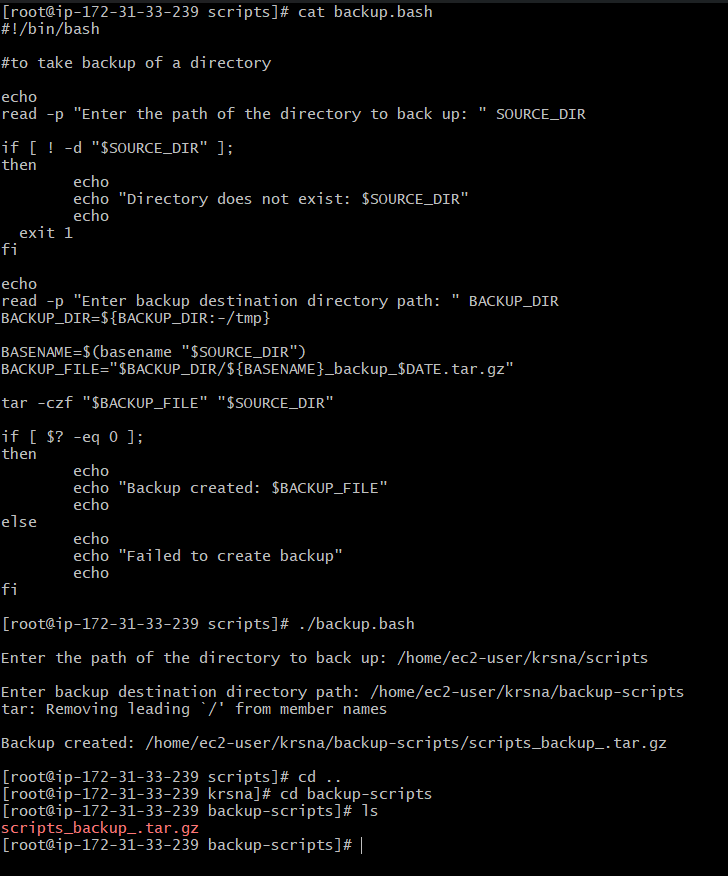 [root@ip-172-31-33-239 scripts]# cat backup.bash
#!/bin/bash

#to take backup of a directory

echo
read -p "Enter the path of the directory to back up: " SOURCE_DIR

if [ ! -d "$SOURCE_DIR" ];
then
        echo
        echo "Directory does not exist: $SOURCE_DIR"
        echo
  exit 1
fi

echo
read -p "Enter backup destination directory path: " BACKUP_DIR
BACKUP_DIR=${BACKUP_DIR:-/tmp}

BASENAME=$(basename "$SOURCE_DIR")
BACKUP_FILE="$BACKUP_DIR/${BASENAME}_backup_$DATE.tar.gz"

tar -czf "$BACKUP_FILE" "$SOURCE_DIR"

if [ $? -eq 0 ];
then
        echo
        echo "Backup created: $BACKUP_FILE"
        echo
else
        echo
        echo "Failed to create backup"
        echo
fi

[root@ip-172-31-33-239 scripts]# ./backup.bash

Enter the path of the directory to back up: /home/ec2-user/krsna/scripts

Enter backup destination directory path: /home/ec2-user/krsna/backup-scripts
tar: Removing leading `/' from member names

Backup created: /home/ec2-user/krsna/backup-scripts/scripts_backup_.tar.gz

[root@ip-172-31-33-239 scripts]# cd ..
[root@ip-172-31-33-239 krsna]# cd backup-scripts
[root@ip-172-31-33-239 backup-scripts]# ls
scripts_backup_.tar.gz
[root@ip-172-31-33-239 backup-scripts]#